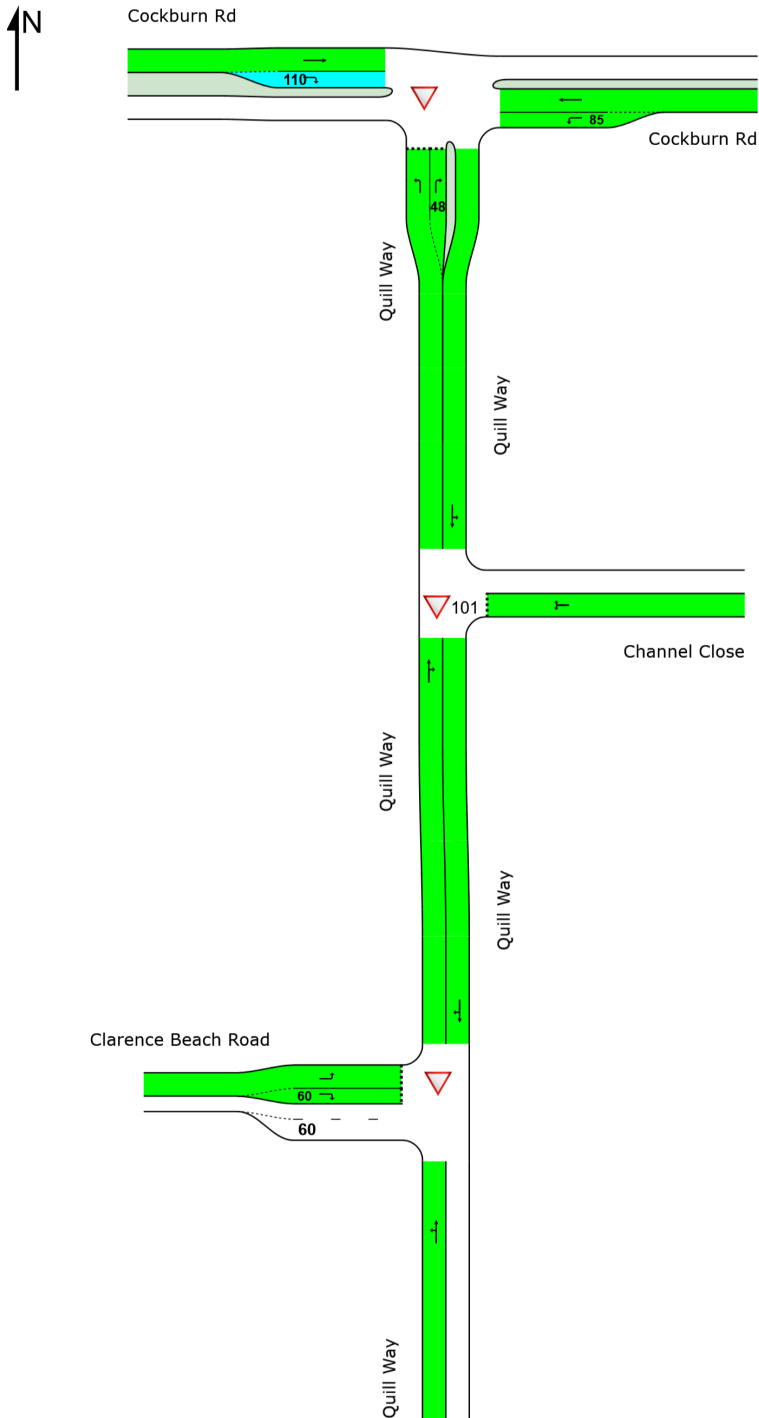 N
Cockburn Rd
110
85
Cockburn Rd
48
Quill Way
Quill Way
101
Channel Close
Quill Way
Quill Way
Clarence Beach Road
60
60
Quill Way